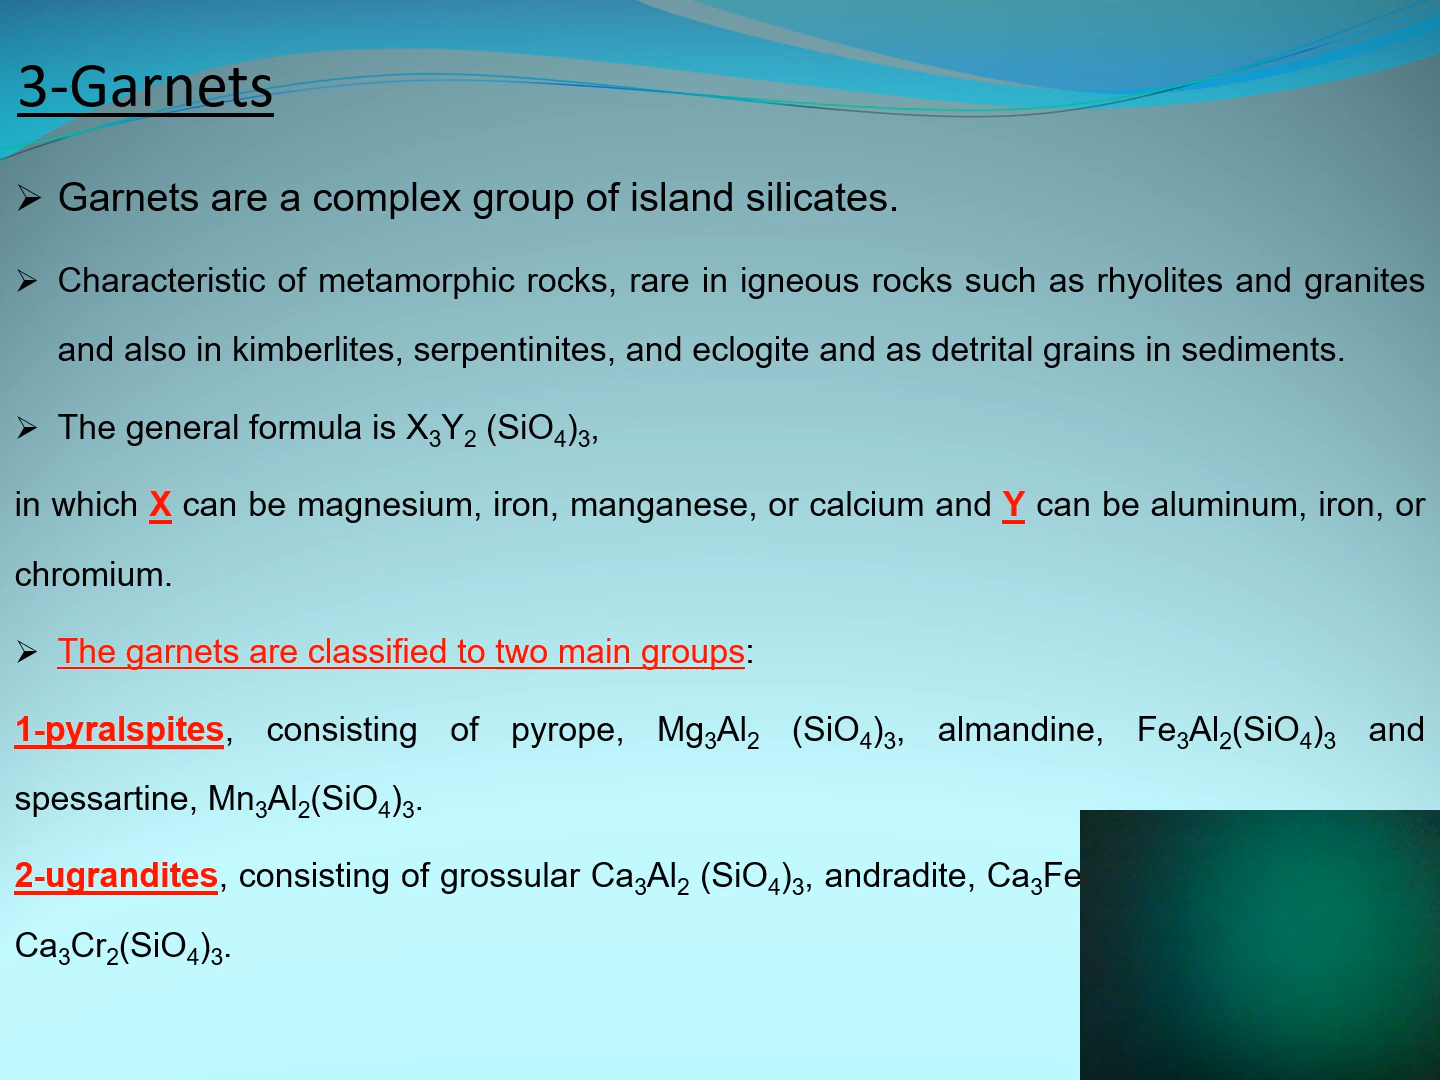 3-Garnets
➢ Garnets are a complex group of island silicates.
➢ Characteristic of metamorphic rocks, rare in igneous rocks such as rhyolites and granites
and also in kimberlites, serpentinites, and eclogite and as detrital grains in sediments.
➢ The general formula is X₃Y₂ (SiO₄)₃,
in which X can be magnesium, iron, manganese, or calcium and Y can be aluminum, iron, or
chromium.
➢ The garnets are classified to two main groups:
1-pyralspites, consisting of pyrope, Mg₃Al₂ (SiO₄)₃, almandine, Fe₃Al₂(SiO₄)₃ and
spessartine, Mn₃Al₂(SiO₄)₃.
2-ugrandites, consisting of grossular Ca₃Al₂ (SiO₄)₃, andradite, Ca₃Fe
Ca₃Cr₂(SiO₄)₃.